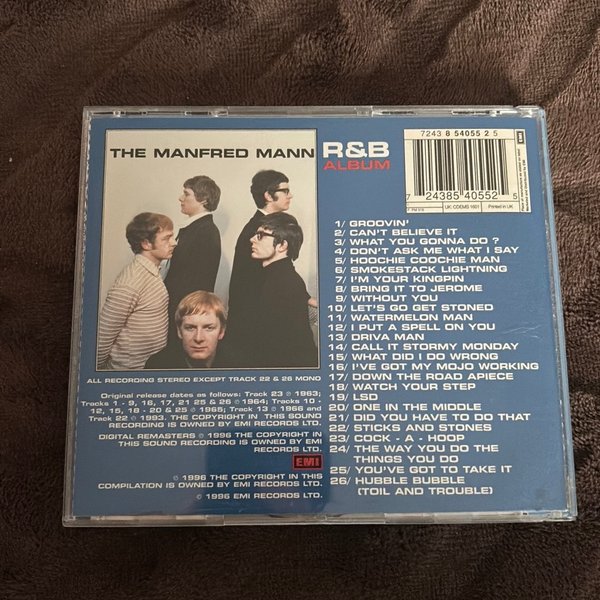 THE MANFRED MANN R&B
ALBUM
7243 8 54055 2 5
7 24385 40552 5
EMI
UK: CDEMS 1601
Printed in UK
1/ GROOVIN'
2/ CAN'T BELIEVE IT
3/ WHAT YOU GONNA DO ?
4/ DON'T ASK ME WHAT I SAY
5/ HOOCHIE COOCHIE MAN
6/ SMOKESTACK LIGHTNING
7/ I'M YOUR KINGPIN
8/ BRING IT TO JEROME
9/ WITHOUT YOU
10/ LET'S GO GET STONED
11/ WATERMELON MAN
12/ I PUT A SPELL ON YOU
13/ DRIVA MAN
14/ CALL IT STORMY MONDAY
15/ WHAT DID I DO WRONG
16/ I'VE GOT MY MOJO WORKING
17/ DOWN THE ROAD APIECE
18/ WATCH YOUR STEP
19/ LSD
20/ ONE IN THE MIDDLE
21/ DID YOU HAVE TO DO THAT
22/ STICKS AND STONES
23/ COCK - A - HOOP
24/ THE WAY YOU DO THE
THINGS YOU DO
25/ YOU'VE GOT TO TAKE IT
26/ HUBBLE BUBBLE
(TOIL AND TROUBLE)
ALL RECORDING STEREO EXCEPT TRACK 22 & 26 MONO
Original release dates as follows: Track 23 ℗ 1963;
Tracks 1 - 9, 16, 17, 21 25 & 26 ℗ 1964; Tracks 10 -
12, 15, 18 - 20 & 25 ℗ 1965; Track 13 ℗ 1966 and
Track 22 ℗ 1993. THE COPYRIGHT IN THIS SOUND
RECORDING IS OWNED BY EMI RECORDS LTD.
DIGITAL REMASTERS ℗ 1996 THE COPYRIGHT IN
THIS SOUND RECORDING IS OWNED BY EMI
RECORDS LTD.
EMI
℗ 1996 THE COPYRIGHT IN THIS
COMPILATION IS OWNED BY EMI RECORDS LTD.
© 1996 EMI RECORDS LTD.